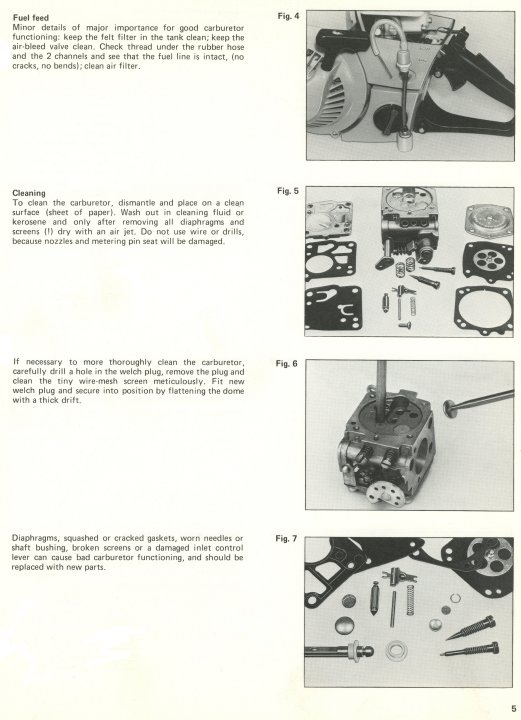 Fuel feed
Minor details of major importance for good carburetor
functioning: keep the felt filter in the tank clean; keep the
air-bleed valve clean. Check thread under the rubber hose
and the 2 channels and see that the fuel line is intact, (no
cracks, no bends); clean air filter.
Fig. 4
Cleaning
To clean the carburetor, dismantle and place on a clean
surface (sheet of paper). Wash out in cleaning fluid or
kerosene and only after removing all diaphragms and
screens (!) dry with an air jet. Do not use wire or drills,
because nozzles and metering pin seat will be damaged.
Fig. 5
If necessary to more thoroughly clean the carburetor,
carefully drill a hole in the welch plug, remove the plug and
clean the tiny wire-mesh screen meticulously. Fit new
welch plug and secure into position by flattening the dome
with a thick drift.
Fig. 6
Diaphragms, squashed or cracked gaskets, worn needles or
shaft bushing, broken screens or a damaged inlet control
lever can cause bad carburetor functioning, and should be
replaced with new parts.
Fig. 7
5